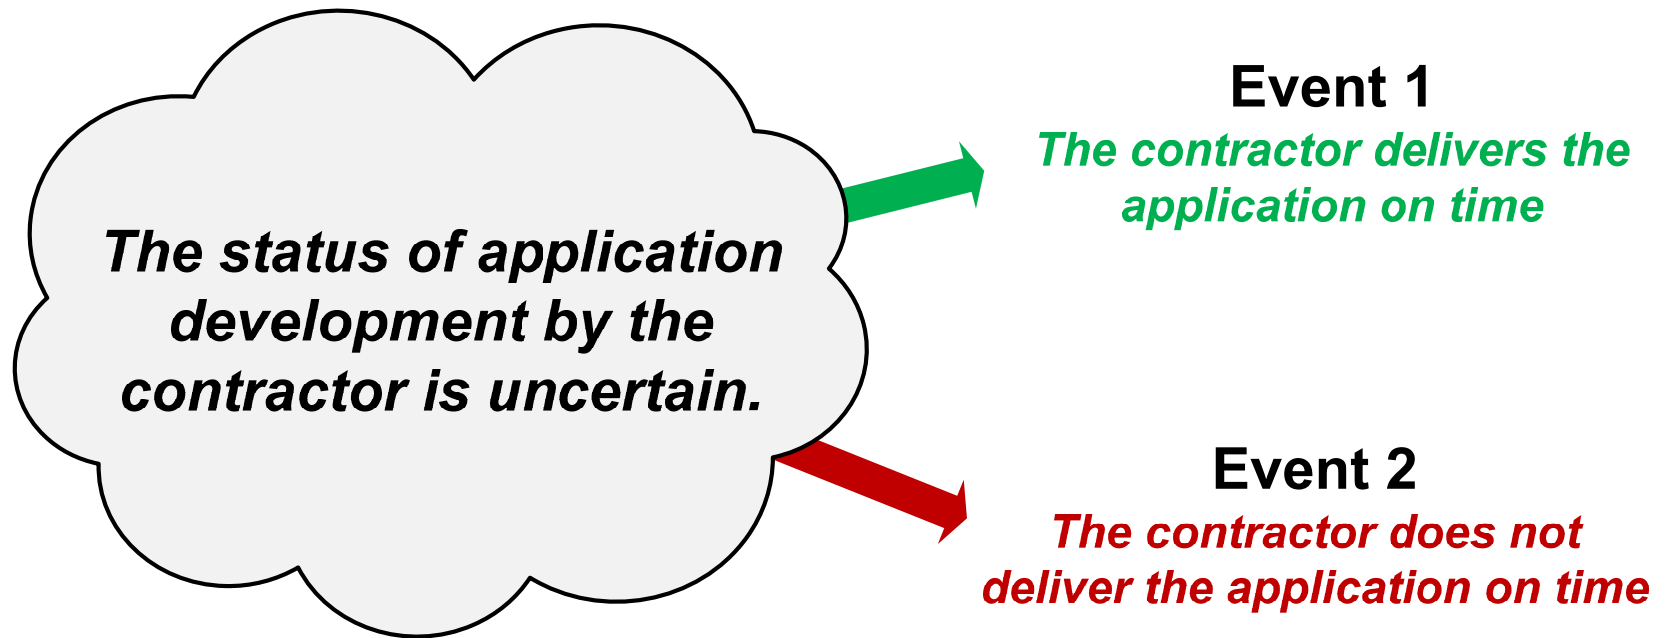 The status of application
development by the
contractor is uncertain.
Event 1
The contractor delivers the
application on time
Event 2
The contractor does not
deliver the application on time